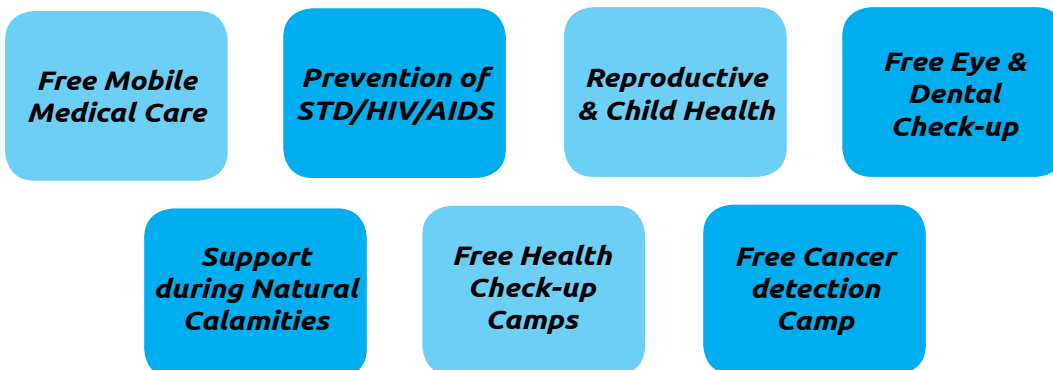 Free Mobile
Medical Care
Prevention of
STD/HIV/AIDS
Reproductive
& Child Health
Free Eye &
Dental
Check-up
Support
during Natural
Calamities
Free Health
Check-up
Camps
Free Cancer
detection
Camp